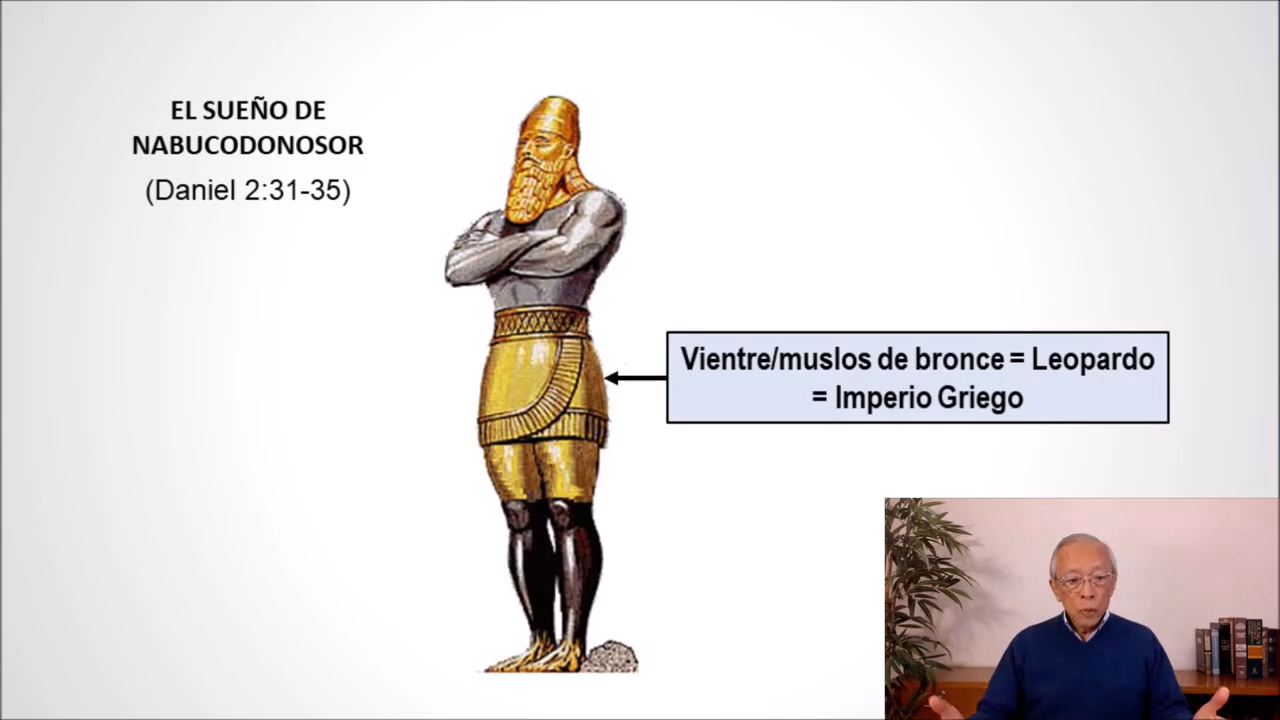 EL SUEÑO DE
NABUCODONOSOR
(Daniel 2:31-35)
Vientre/muslos de bronce = Leopardo
= Imperio Griego